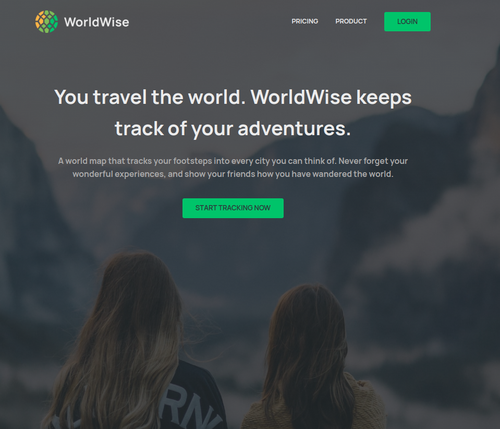 WorldWise
PRICING
PRODUCT
LOGIN
You travel the world. WorldWise keeps
track of your adventures.
A world map that tracks your footsteps into every city you can think of. Never forget your
wonderful experiences, and show your friends how you have wandered the world.
START TRACKING NOW